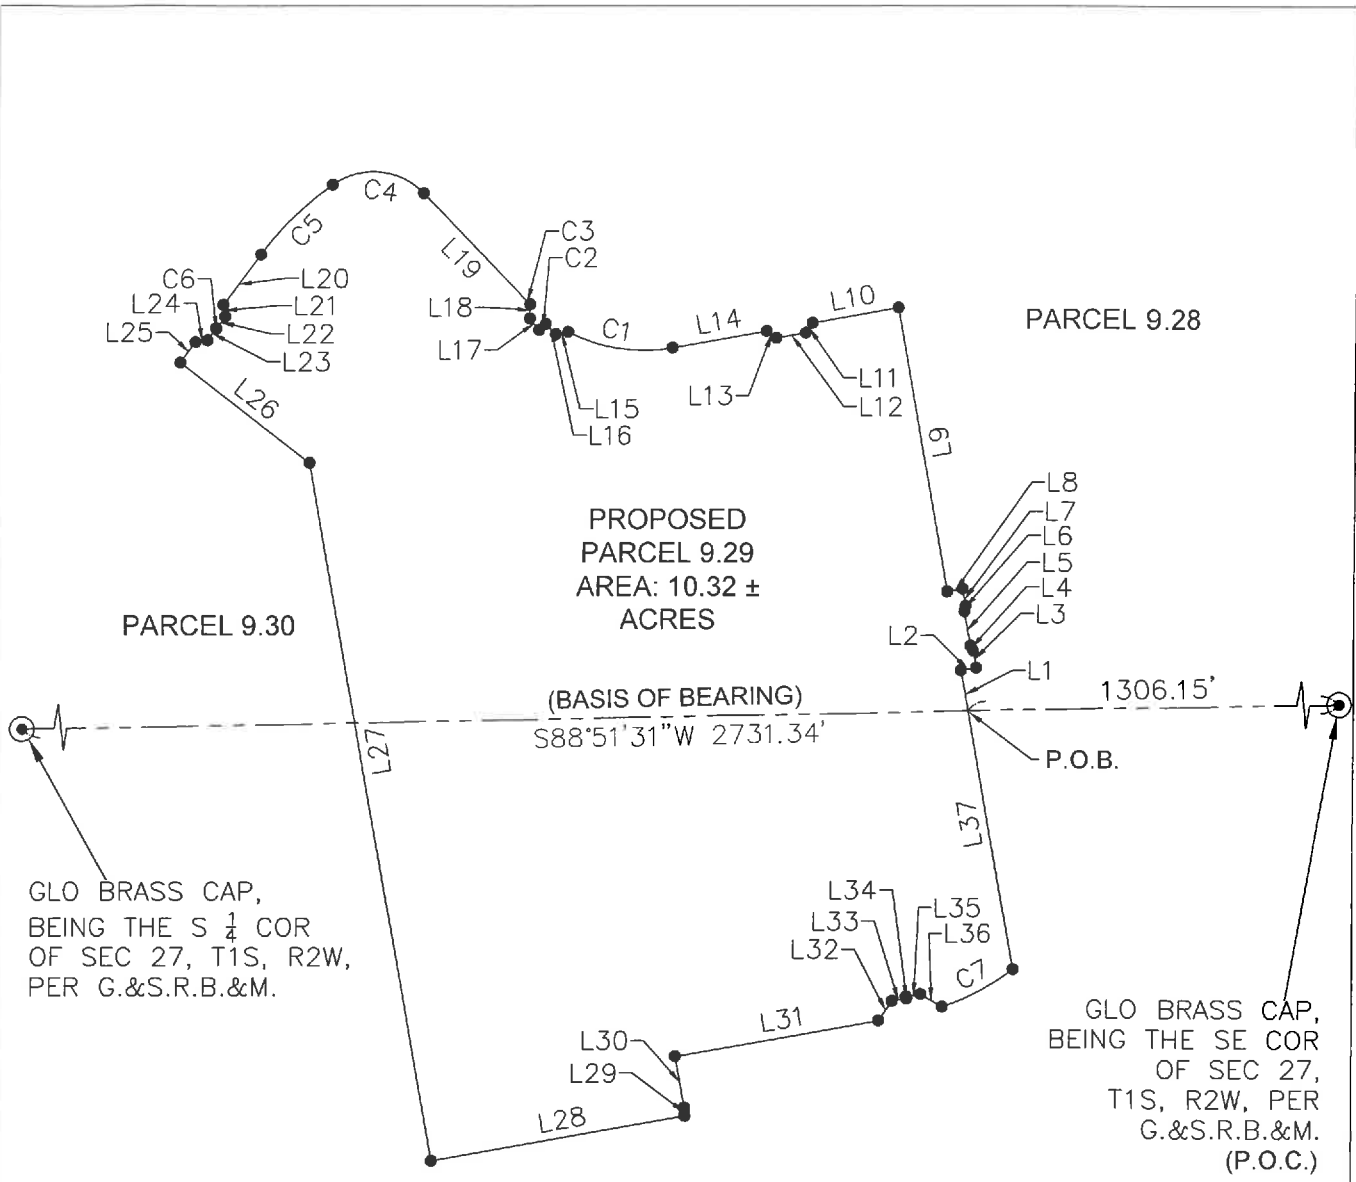 C4
C5
C3
C2
L19
C6
L20
L10
L24
L21
L18
PARCEL 9.28
L25
L22
C1
L14
L17
L23
L11
L13
L12
L26
L15
L16
L9
L8
PROPOSED
PARCEL 9.29
AREA: 10.32 ±
ACRES
L7
L6
L5
L4
L3
PARCEL 9.30
L2
L1
(BASIS OF BEARING)
1306.15'
S88°51'31"W 2731.34'
L27
P.O.B.
L37
GLO BRASS CAP,
BEING THE S 1/4 COR
OF SEC 27, T1S, R2W,
PER G.&S.R.B.&M.
L34
L33
L35
L32
L36
C7
L31
L30
L29
L28
GLO BRASS CAP,
BEING THE SE COR
OF SEC 27,
T1S, R2W, PER
G.&S.R.B.&M.
(P.O.C.)